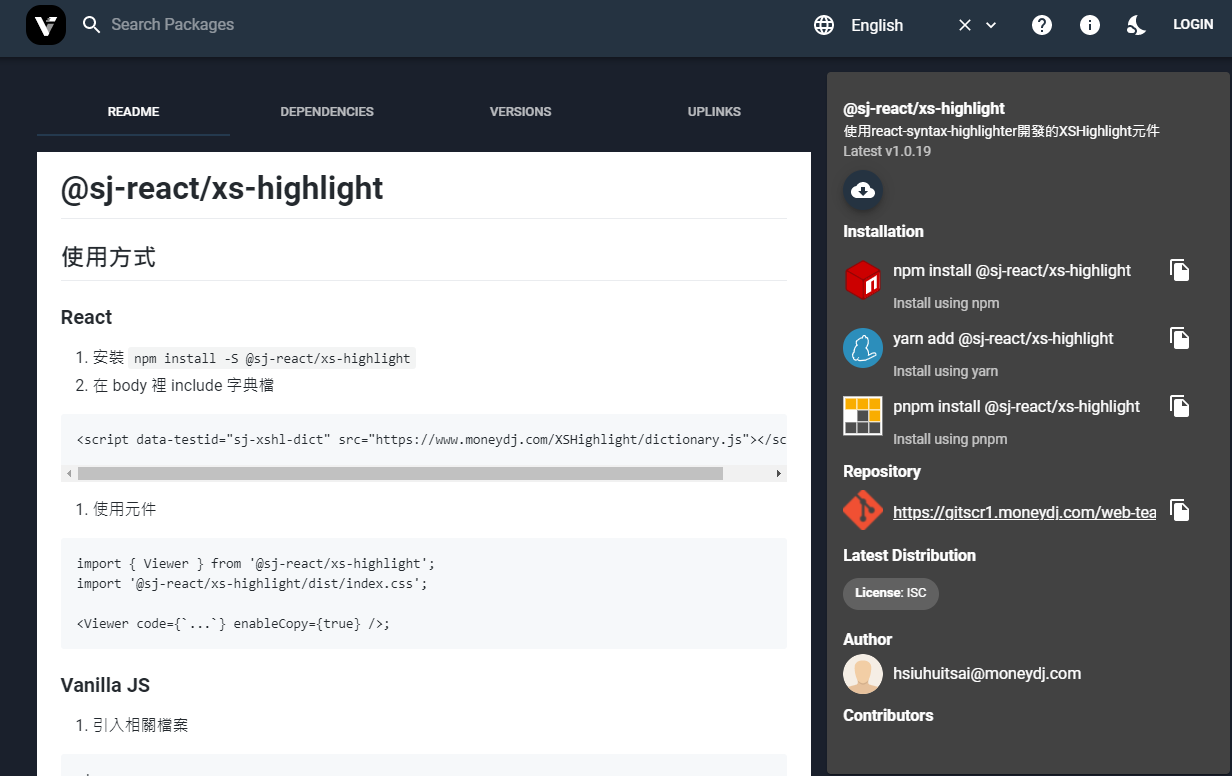 Search Packages
English
LOGIN
README
DEPENDENCIES
VERSIONS
UPLINKS
@sj-react/xs-highlight
使用方式
React
1. 安裝 npm install -S @sj-react/xs-highlight
2. 在 body 裡 include 字典檔
<script data-testid="sj-xshl-dict" src="https://www.moneydj.com/XSHighlight/dictionary.js"></sc
1. 使用元件
import { Viewer } from '@sj-react/xs-highlight';
import '@sj-react/xs-highlight/dist/index.css';
<Viewer code={`...`} enableCopy={true} />;
Vanilla JS
1. 引入相關檔案
@sj-react/xs-highlight
使用react-syntax-highlighter開發的XSHighlight元件
Latest v1.0.19
Installation
npm install @sj-react/xs-highlight
Install using npm
yarn add @sj-react/xs-highlight
Install using yarn
pnpm install @sj-react/xs-highlight
Install using pnpm
Repository
https://gitscr1.moneydj.com/web-tea
Latest Distribution
License: ISC
Author
hsiuhuitsai@moneydj.com
Contributors